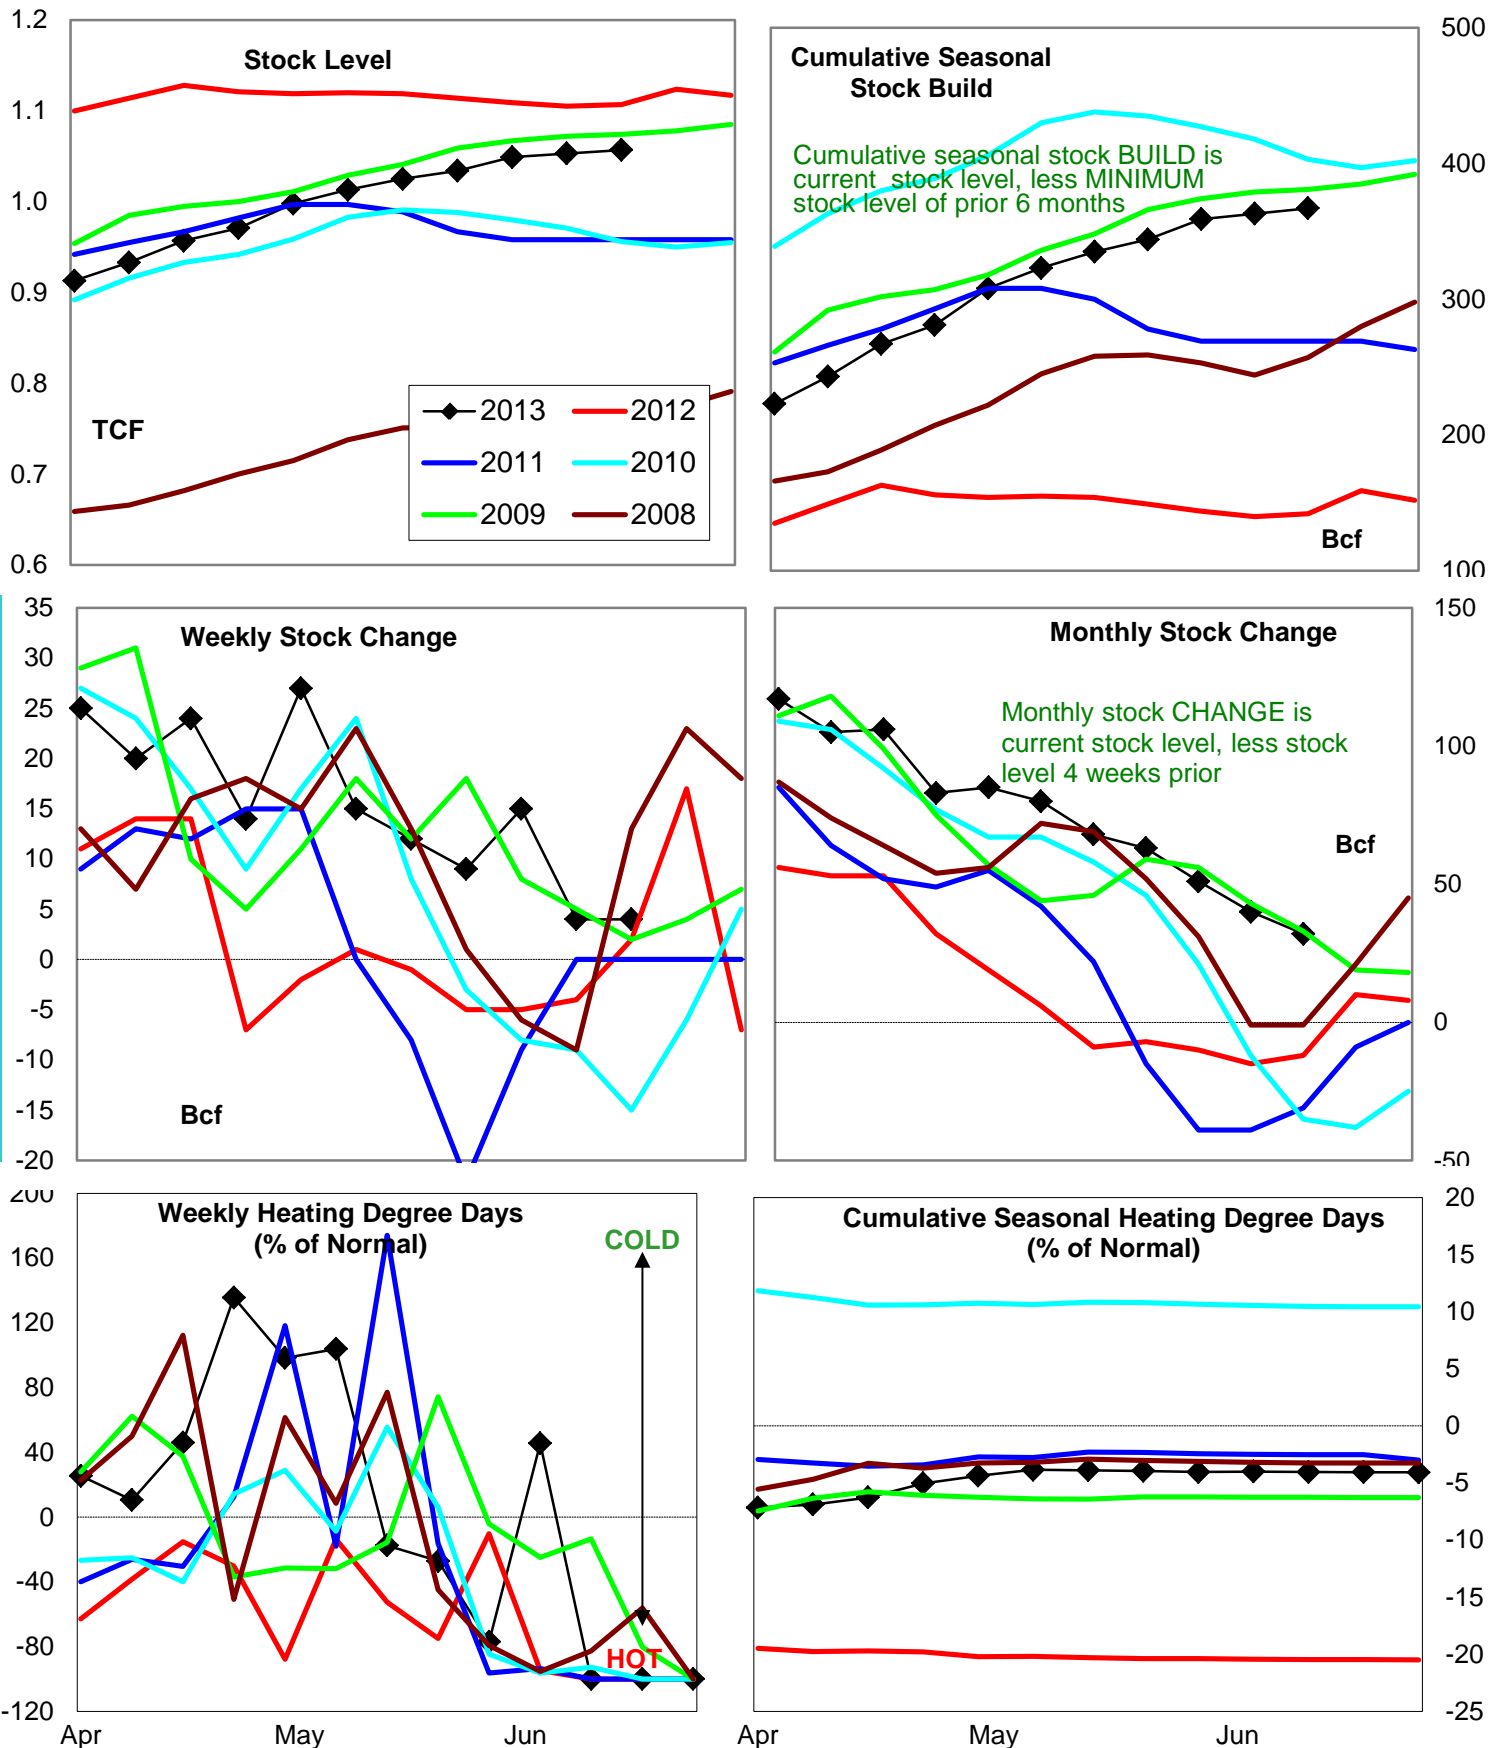 1.2
1.1
1.0
0.9
0.8
0.7
0.6
Stock Level
TCF
2013
2012
2011
2010
2009
2008
Cumulative Seasonal
Stock Build
Cumulative seasonal stock BUILD is
current stock level, less MINIMUM
stock level of prior 6 months
Bcf
500
400
300
200
100
35
30
25
20
15
10
5
0
-5
-10
-15
-20
Weekly Stock Change
Bcf
Monthly Stock Change
Monthly stock CHANGE is
current stock level, less stock
level 4 weeks prior
Bcf
150
100
50
0
-50
200
160
120
80
40
0
-40
-80
-120
Weekly Heating Degree Days
(% of Normal)
COLD
HOT
Apr
May
Jun
Cumulative Seasonal Heating Degree Days
(% of Normal)
20
15
10
5
0
-5
-10
-15
-20
-25
Apr
May
Jun